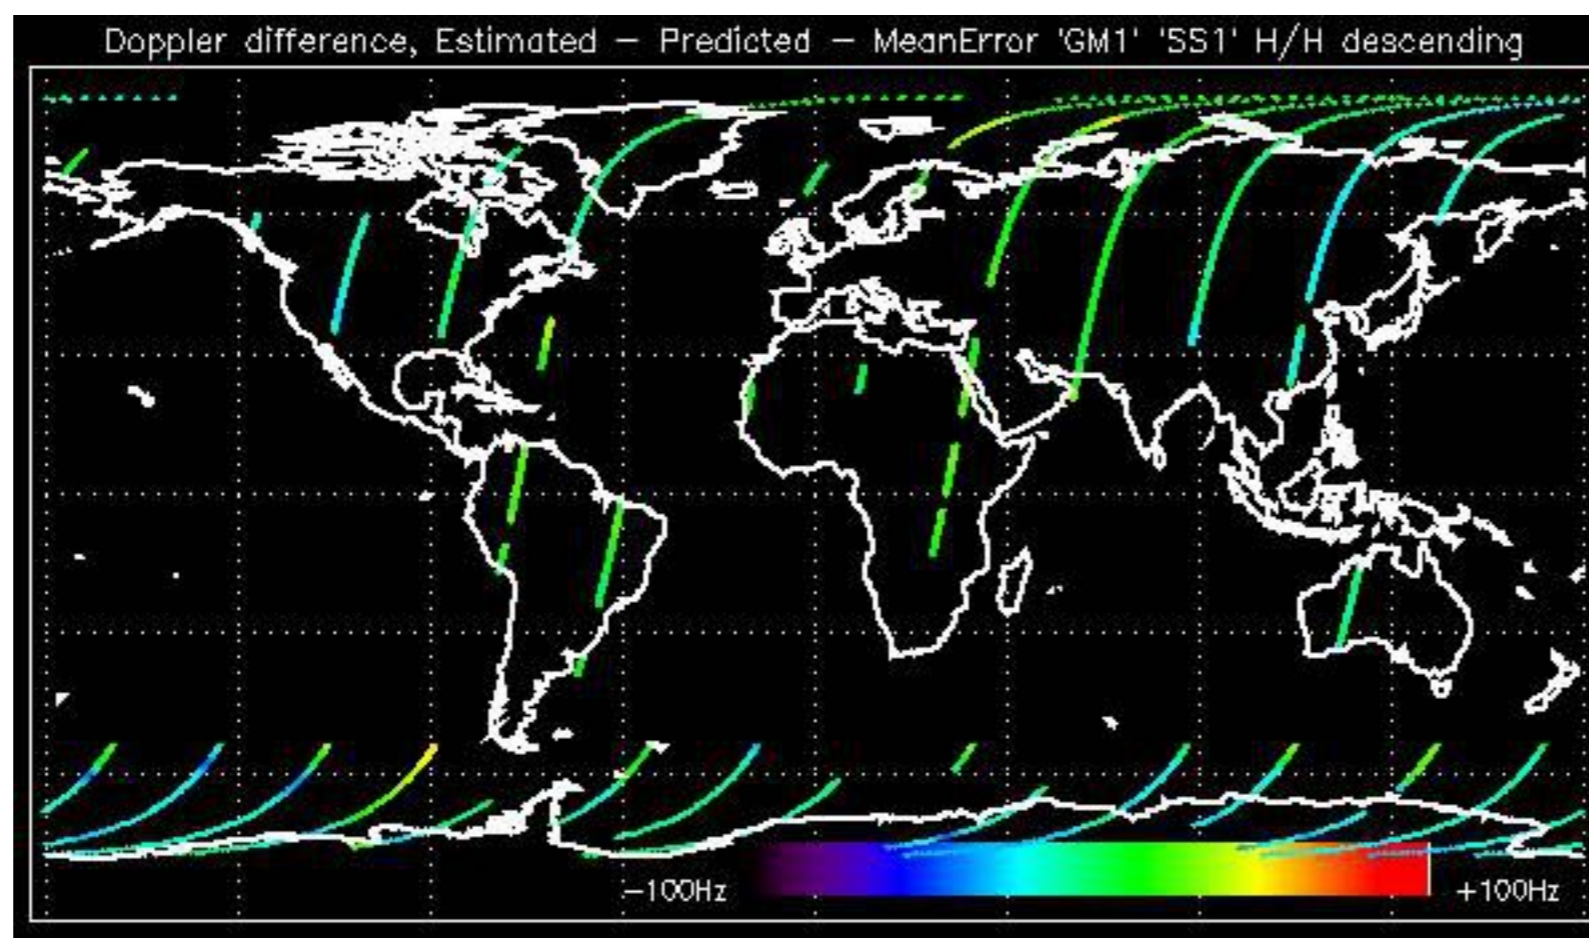 Doppler difference, Estimated – Predicted – MeanError 'GM1' 'SS1' H/H descending
–100Hz +100Hz